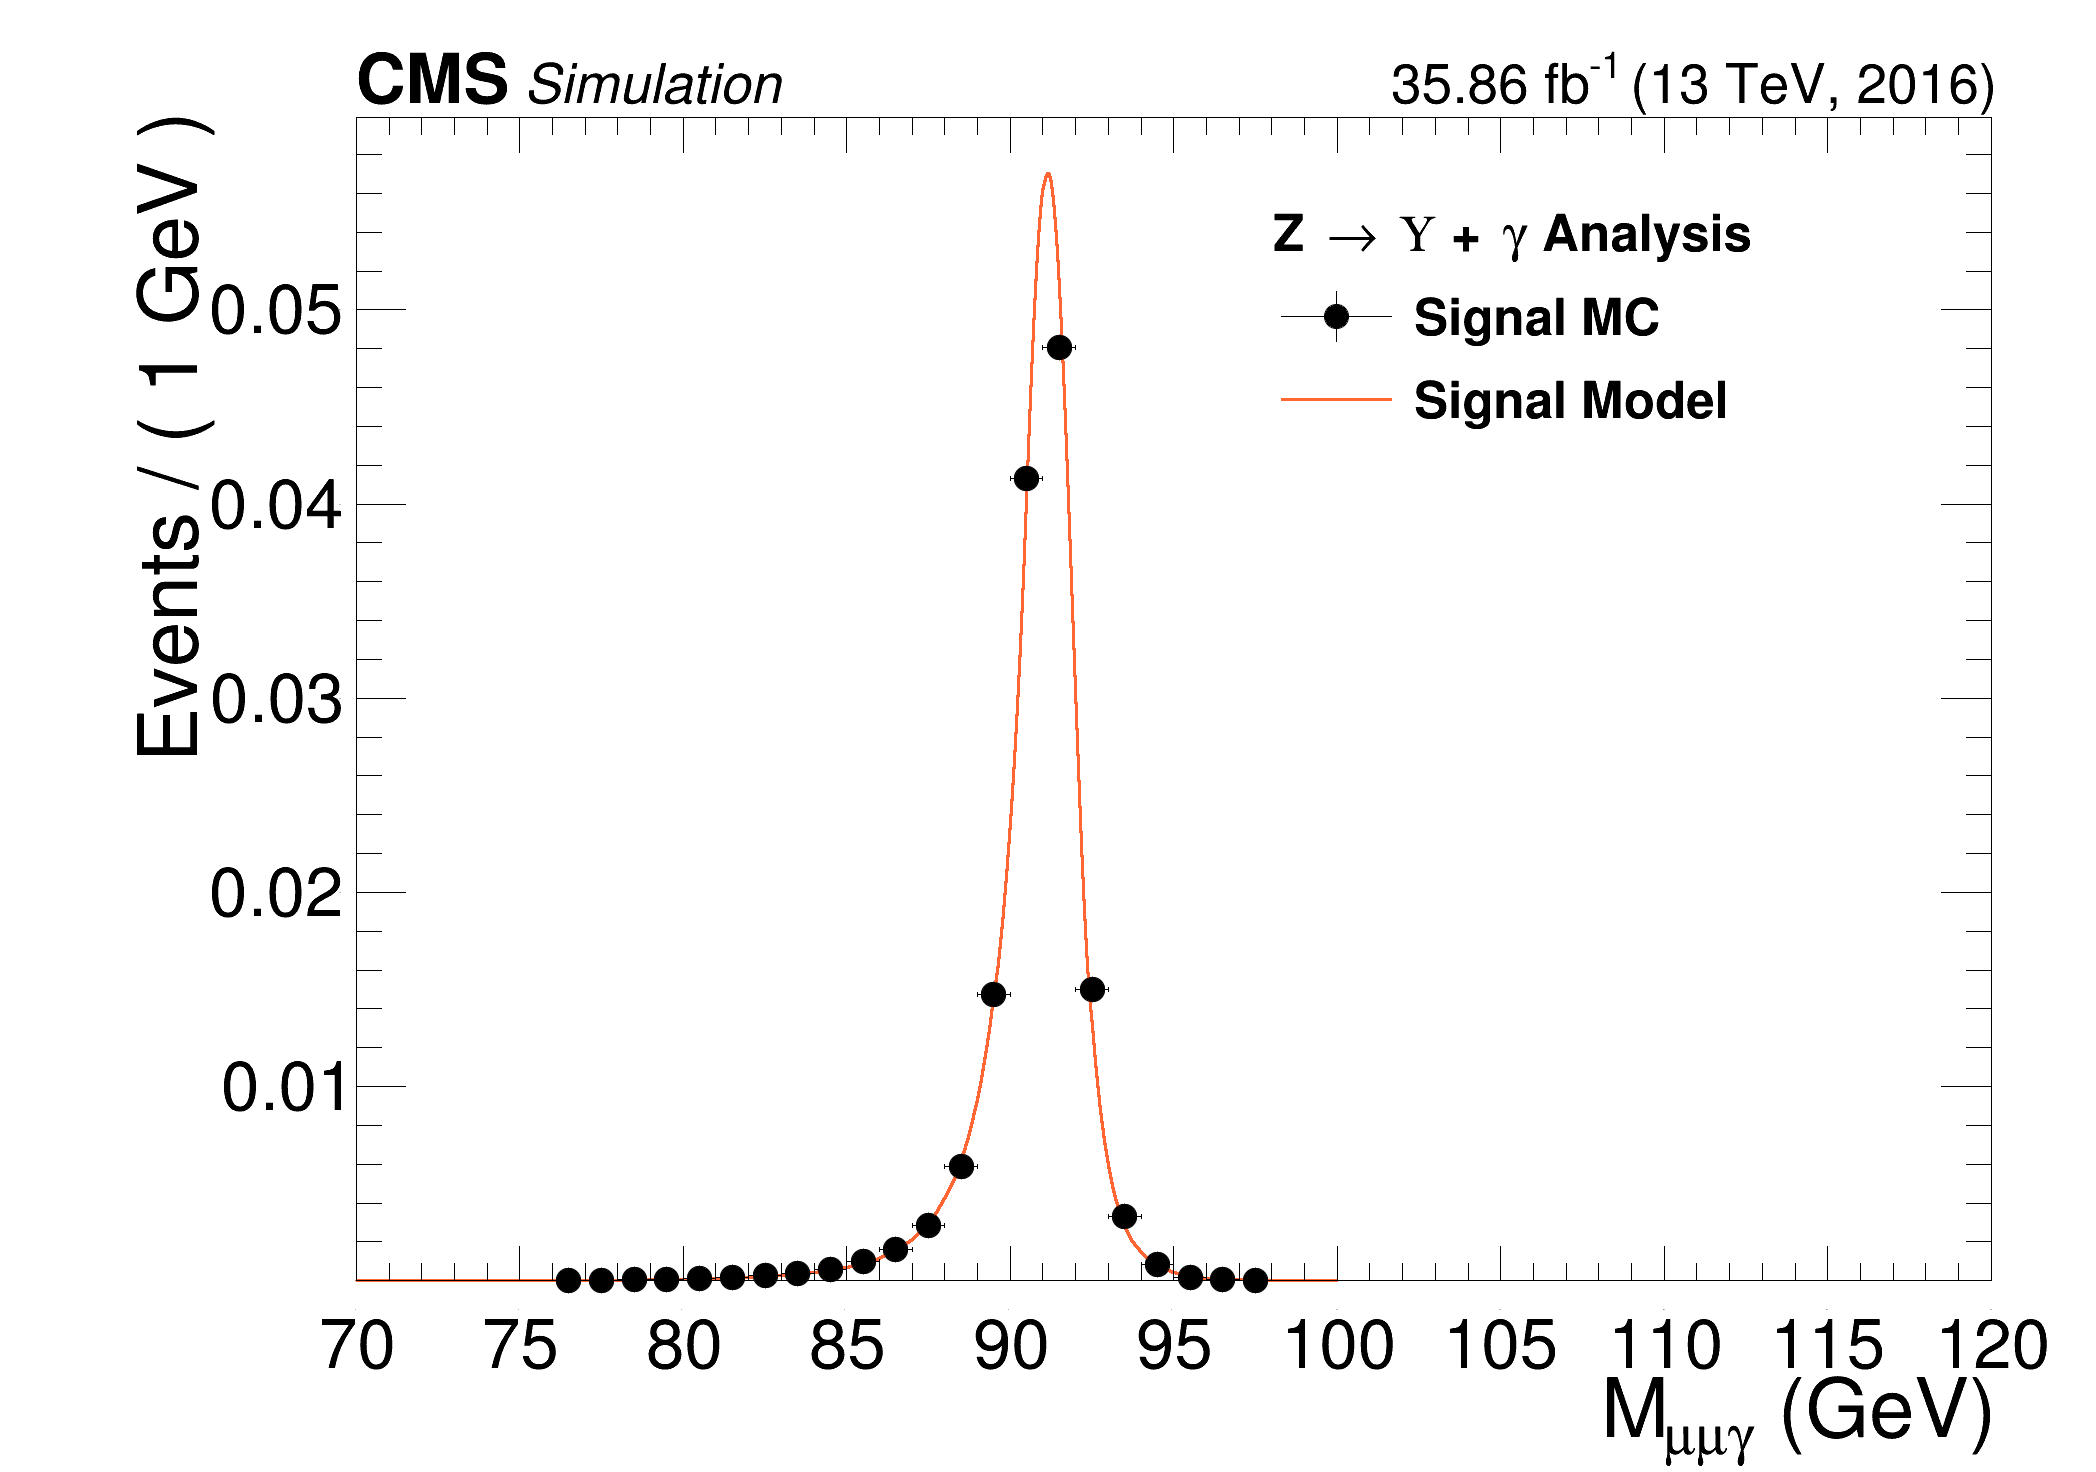 CMS Simulation
35.86 fb-1 (13 TeV, 2016)
Events / ( 1 GeV )
Z → Υ + γ Analysis
Signal MC
Signal Model
0.05
0.04
0.03
0.02
0.01
70 75 80 85 90 95 100 105 110 115 120
Mμμγ (GeV)